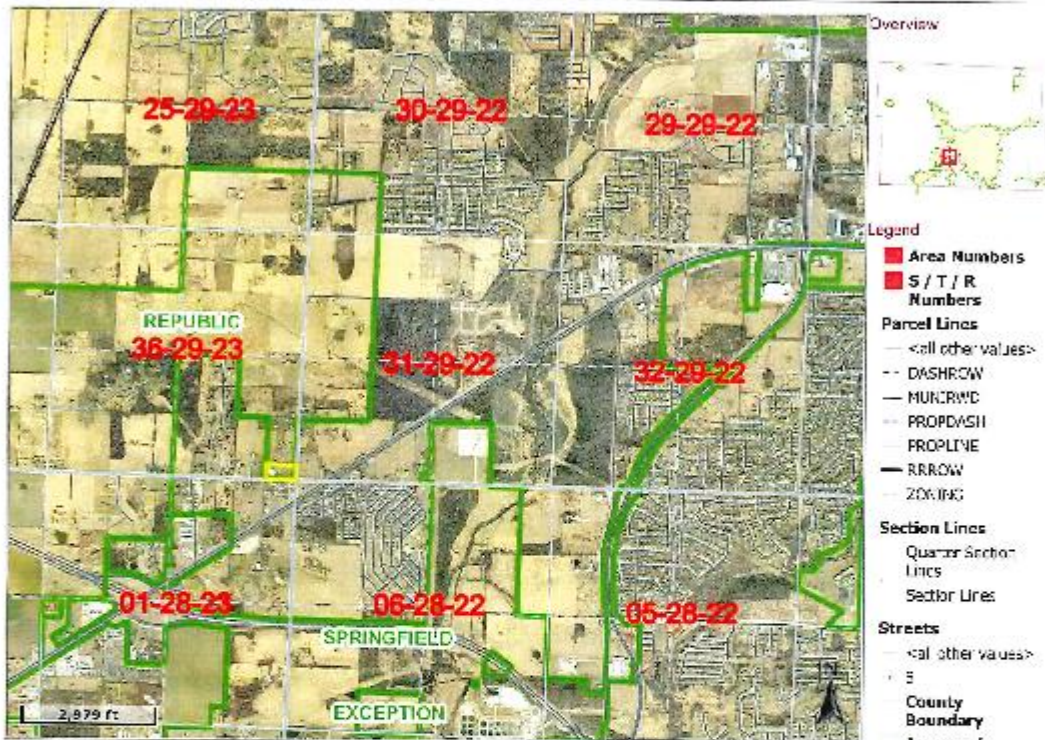 Overview
25-29-23
30-29-22
29-29-22
Legend
Area Numbers
S / T / R
Numbers
REPUBLIC
36-29-23
31-29-22
32-29-22
Parcel Lines
<all other values>
DASHROW
PROPDASH
PROPLINE
RRROW
ZONING
Section Lines
Quarter Section
Lines
Section Lines
01-28-23
06-28-22
05-28-22
SPRINGFIELD
Streets
<all other values>
County
Boundary
EXCEPTION
2,979 ft
N